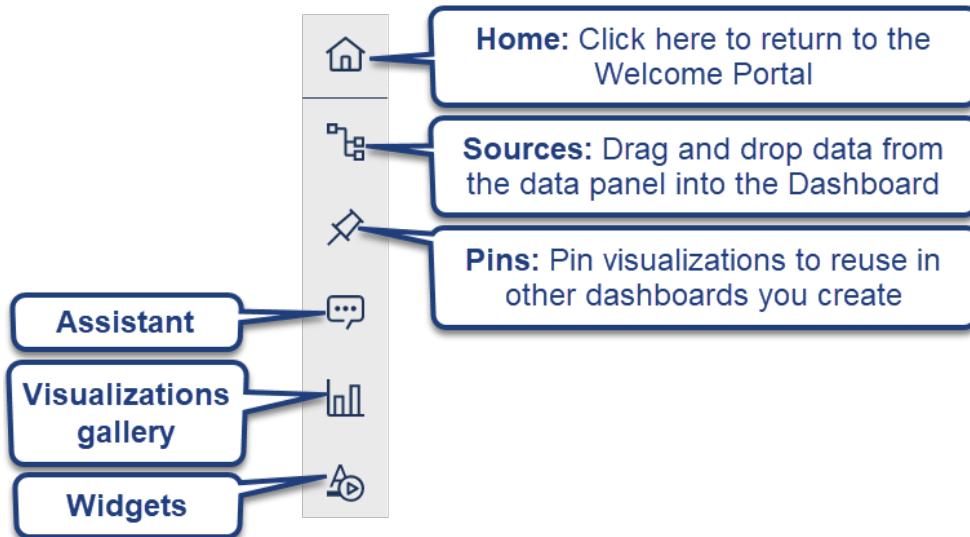 Home: Click here to return to the
Welcome Portal
Sources: Drag and drop data from
the data panel into the Dashboard
Pins: Pin visualizations to reuse in
other dashboards you create
Assistant
Visualizations
gallery
Widgets